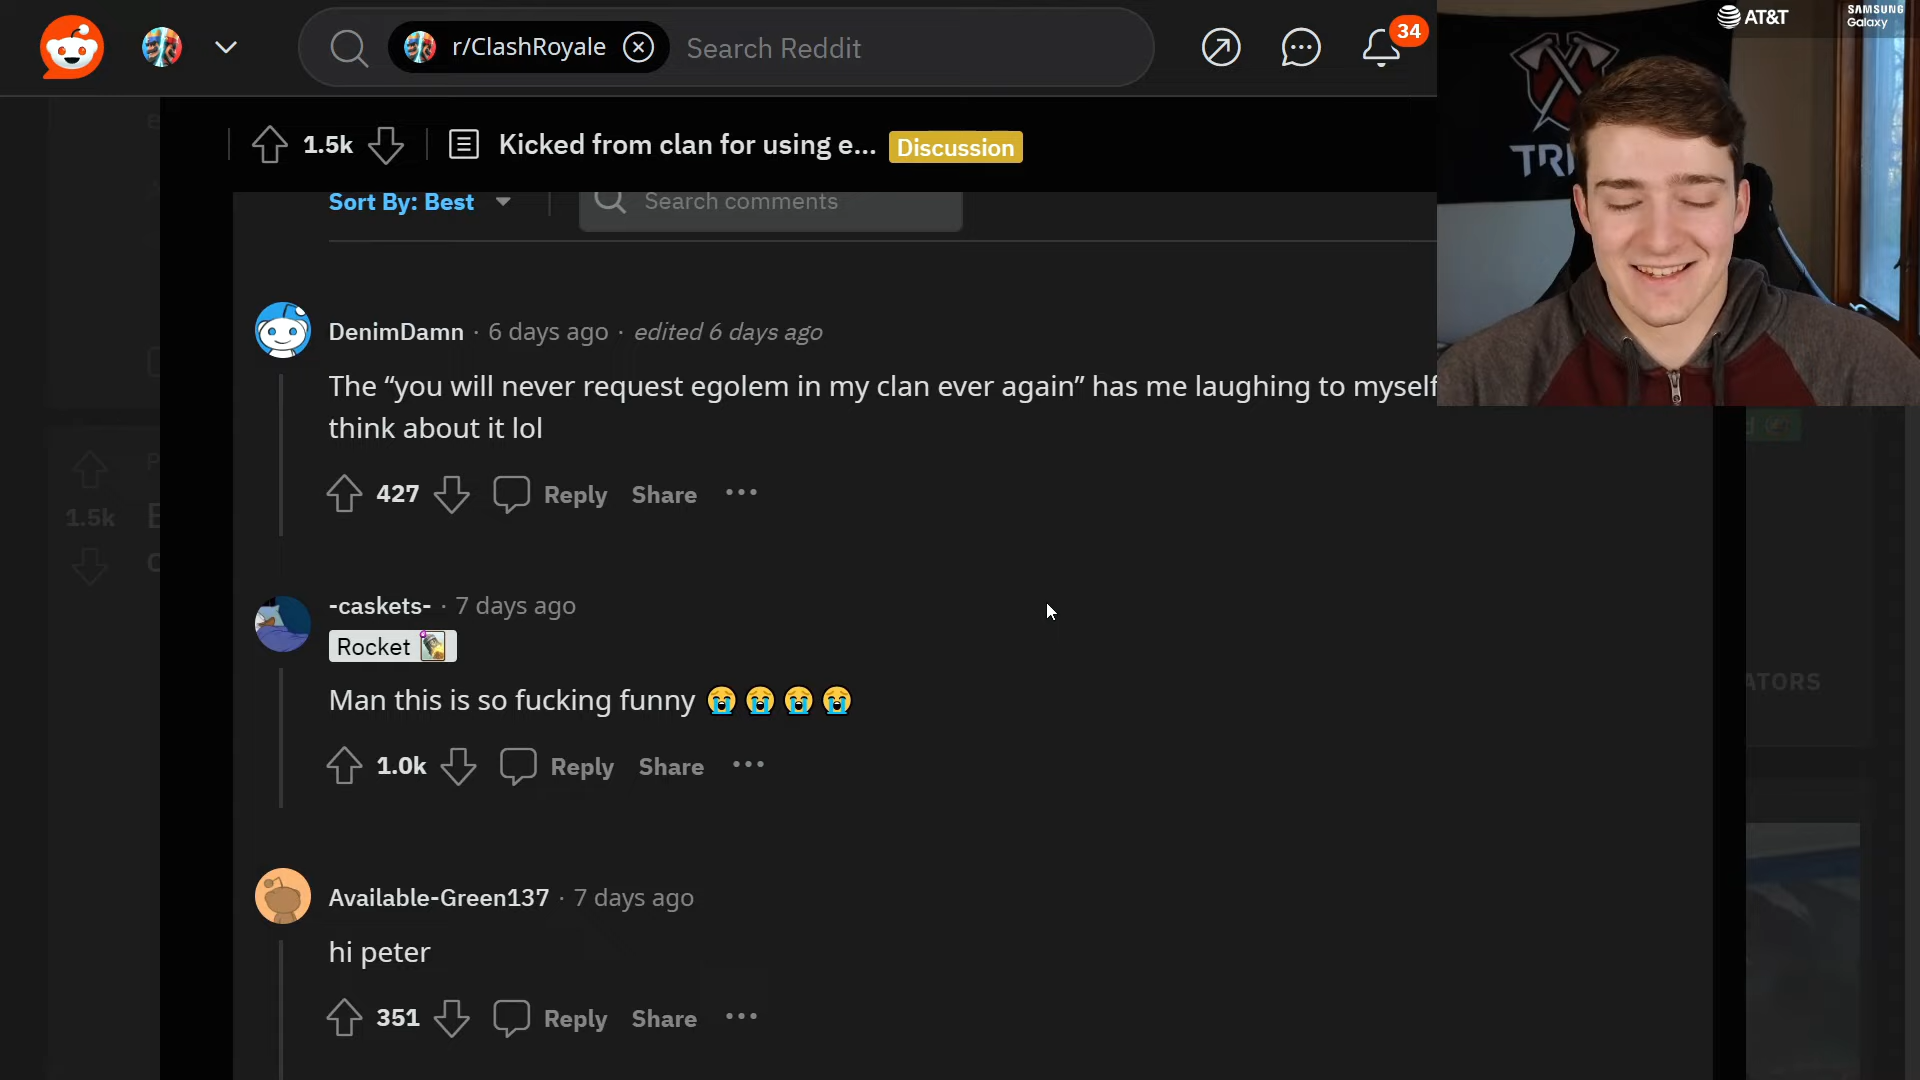 r/ClashRoyale
Search Reddit
34
AT&T
SAMSUNG
Galaxy
1.5k
Kicked from clan for using e...
Discussion
Sort By: Best
Search comments
DenimDamn · 6 days ago · edited 6 days ago
The “you will never request egolem in my clan ever again” has me laughing to myself
think about it lol
427
Reply
Share
1.5k
-caskets- · 7 days ago
Rocket
Man this is so fucking funny 😭😭😭😭
1.0k
Reply
Share
Available-Green137 · 7 days ago
hi peter
351
Reply
Share